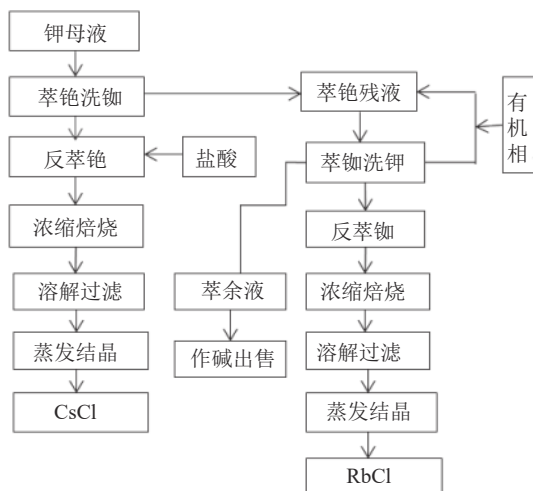 钾母液
萃铯洗铷
反萃铯
盐酸
浓缩焙烧
溶解过滤
蒸发结晶
CsCl
萃铯残液
有机相
萃铷洗钾
反萃铷
萃余液
浓缩焙烧
作碱出售
溶解过滤
蒸发结晶
RbCl